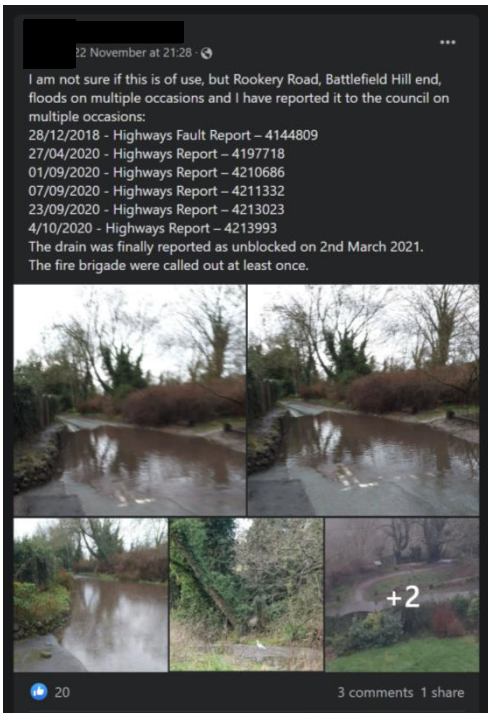 22 November at 21:28 ·
I am not sure if this is of use, but Rookery Road, Battlefield Hill end,
floods on multiple occasions and I have reported it to the council on
multiple occasions:
28/12/2018 - Highways Fault Report – 4144809
27/04/2020 - Highways Report – 4197718
01/09/2020 - Highways Report – 4210686
07/09/2020 - Highways Report – 4211332
23/09/2020 - Highways Report – 4213023
4/10/2020 - Highways Report – 4213993
The drain was finally reported as unblocked on 2nd March 2021.
The fire brigade were called out at least once.
+2
20
3 comments 1 share